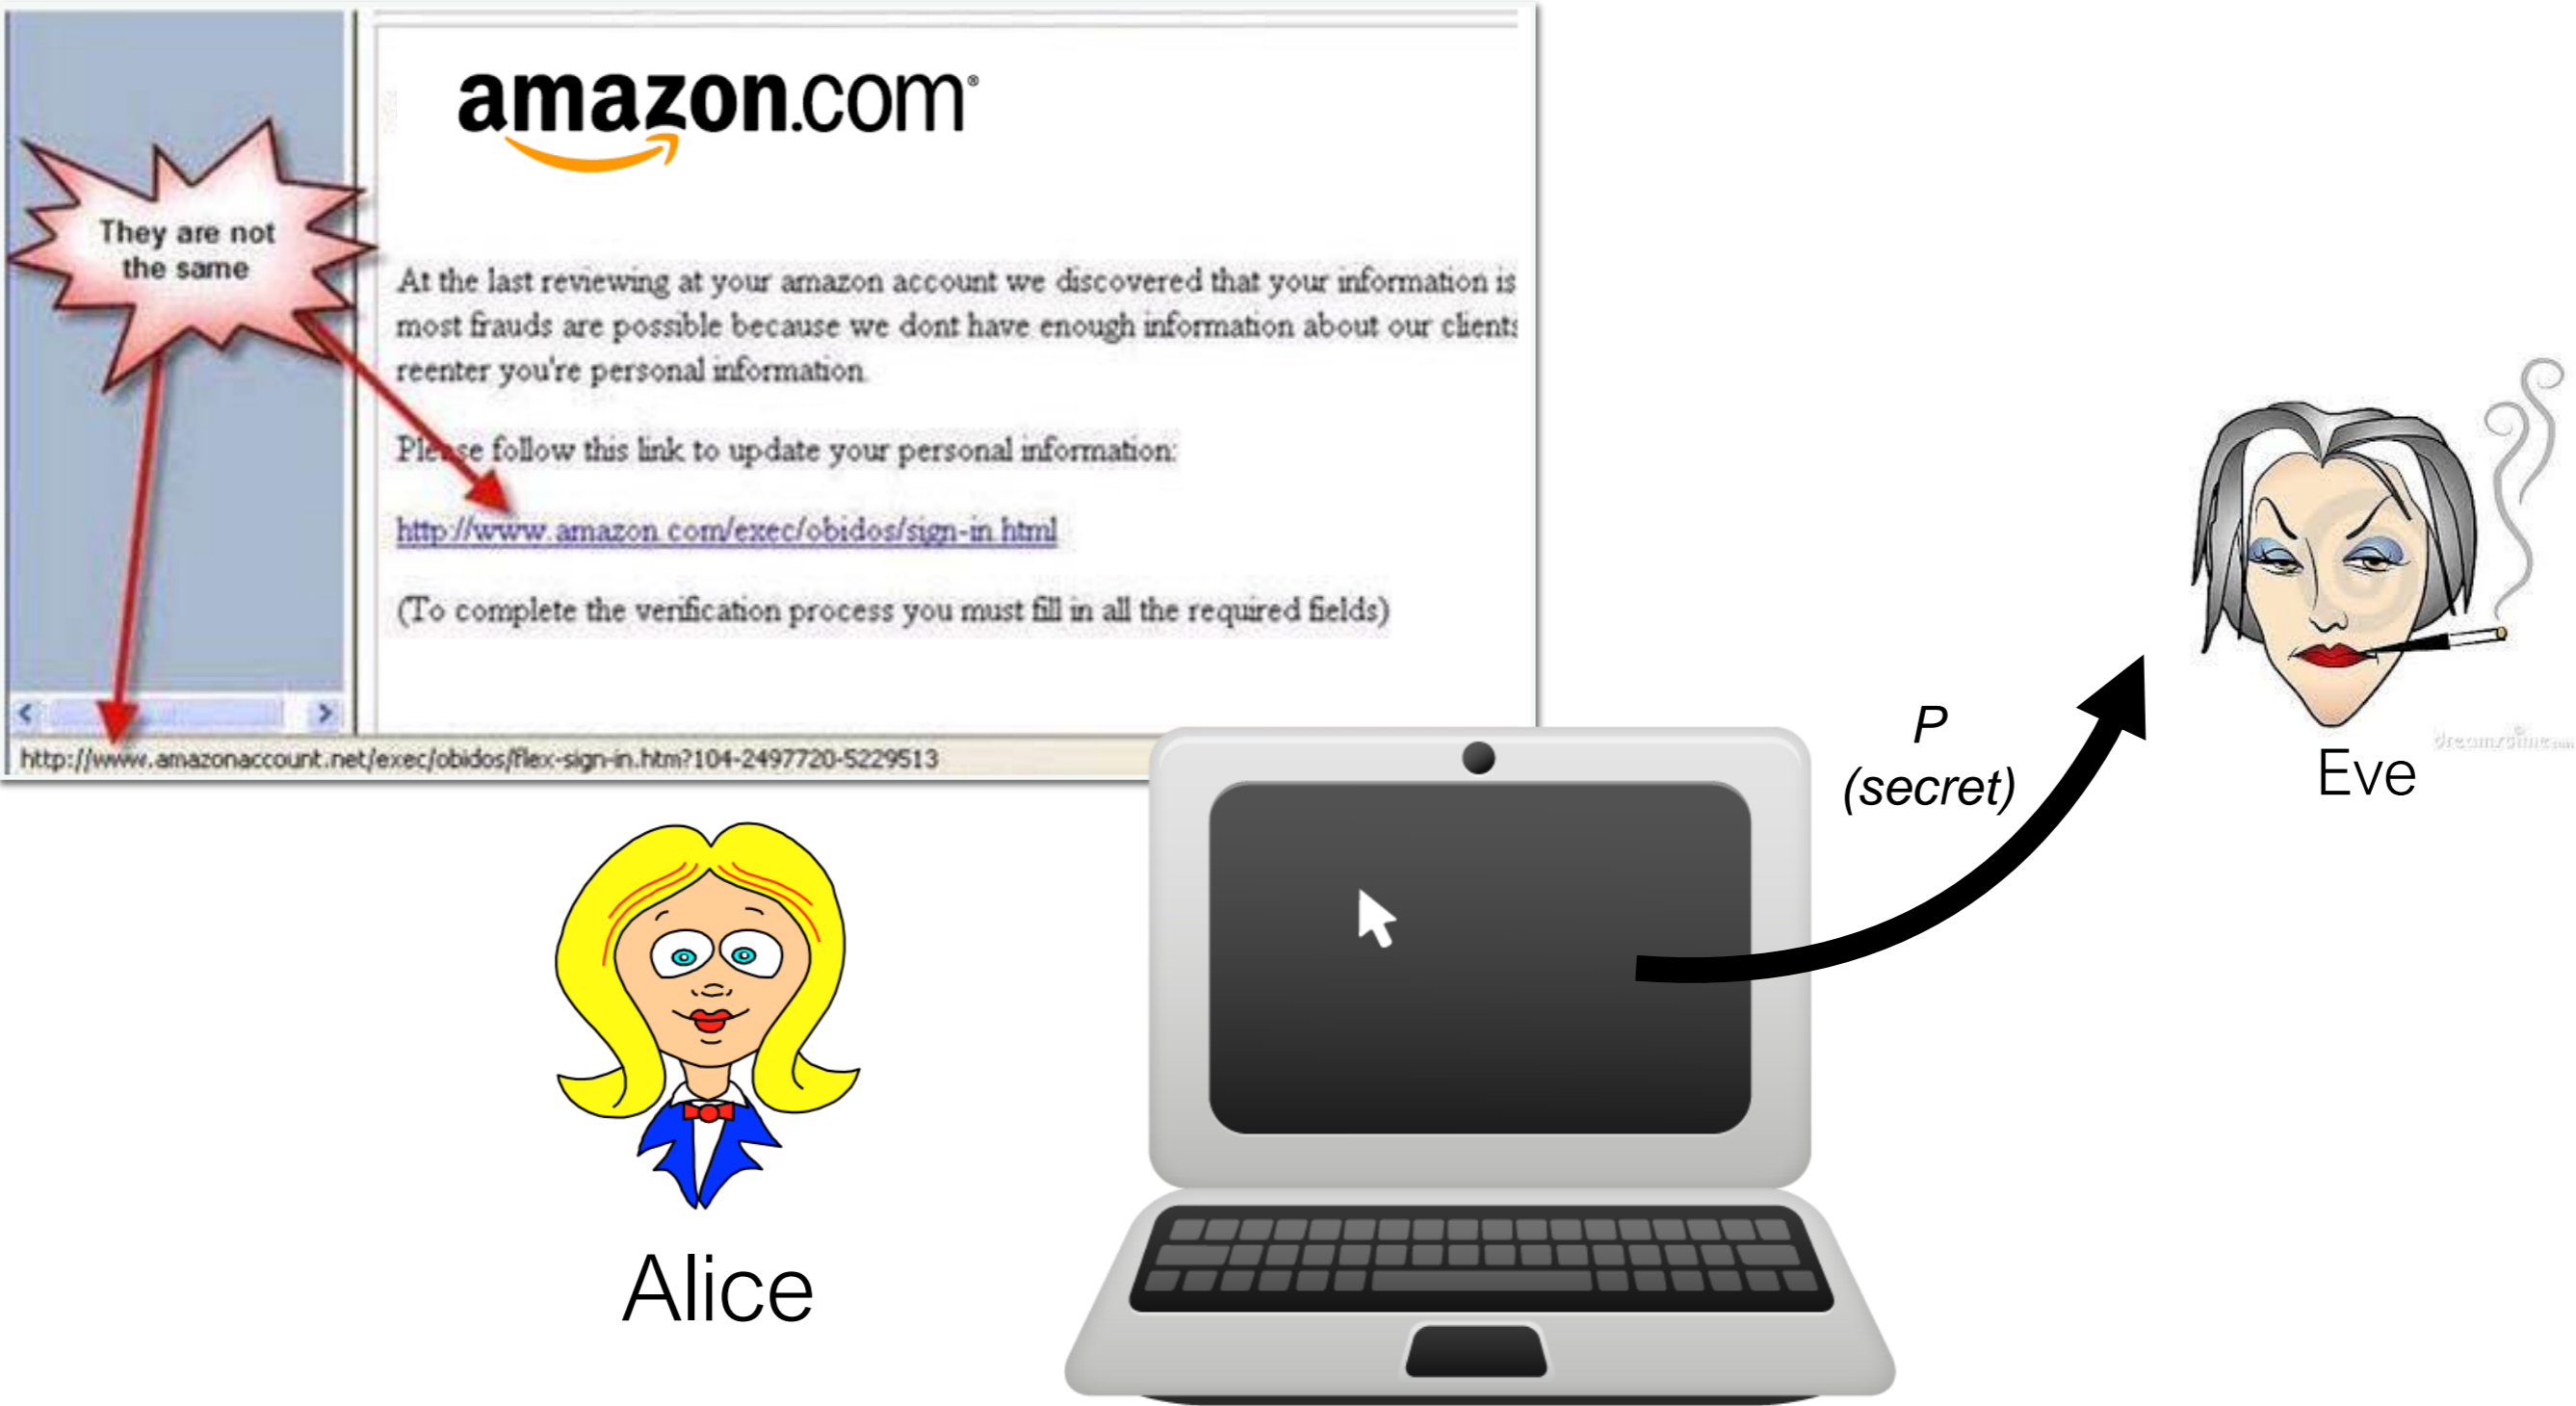 amazon.com®
They are not
the same
At the last reviewing at your amazon account we discovered that your information is
most frauds are possible because we dont have enough information about our clients
reenter you're personal information.
Please follow this link to update your personal information:
http://www.amazon.com/exec/obidos/sign-in.html
(To complete the verification process you must fill in all the required fields)
http://www.amazonaccount.net/exec/obidos/flex-sign-in.htm?104-2497720-5229513
P
(secret)
dreamstime.com
Eve
Alice